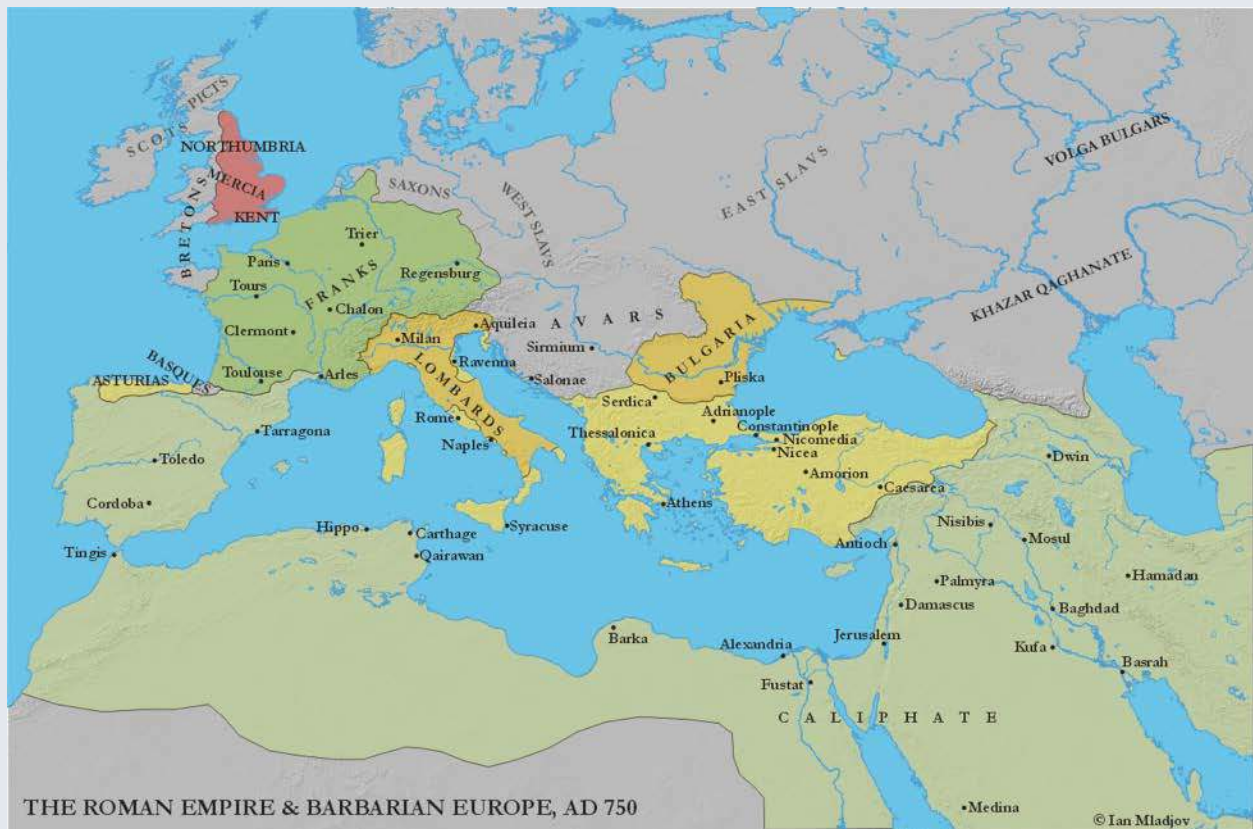 PICTS
SCOTS
NORTHUMBRIA
MERCIA
KENT
BRETONS
SAXONS
WEST SLAVS
EAST SLAVS
VOLGA BULGARS
KHAZAR QAGHANATE
Trier
Paris
FRANKS
Regensburg
Tours
Chalon
Clermont
AVARS
Aquileia
Milan
Sirmium
BULGARIA
BASQUES
Ravenna
Toulouse
Arles
LOMBARDS
Salonae
Pliska
ASTURIAS
Serdica
Adrianople
Rome
Constantinople
Tarragona
Thessalonica
Nicomedia
Naples
Nicea
Toledo
Dwin
Amorion
Caesarea
Cordoba
Athens
Hippo
Carthage
Syracuse
Nisibis
Mosul
Antioch
Tingis
Qairawan
Hamadan
Palmyra
Damascus
Baghdad
Barka
Alexandria
Jerusalem
Kufa
Basrah
Fustat
CALIPHATE
Medina
THE ROMAN EMPIRE & BARBARIAN EUROPE, AD 750
© Ian Mladjov